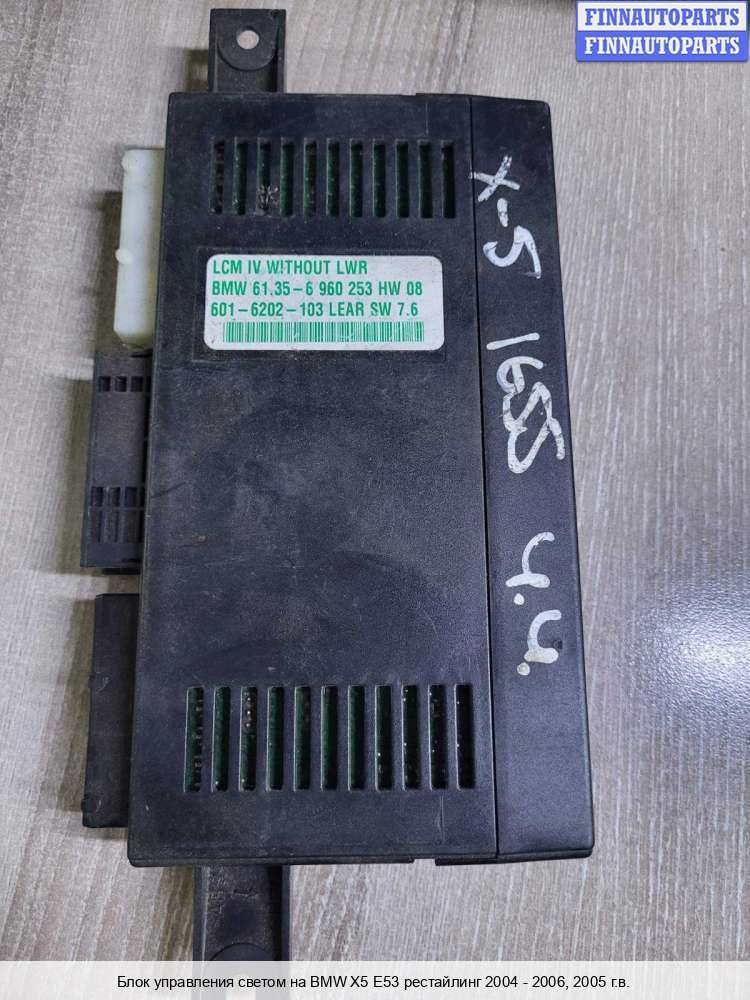 FINNAUTOPARTS
FINNAUTOPARTS
LCM IV WITHOUT LWR
BMW 61.35-6 960 253 HW 08
601-6202-103 LEAR SW 7.6
X-5 1655 4.4.
Блок управления светом на BMW X5 E53 рестайлинг 2004 - 2006, 2005 г.в.